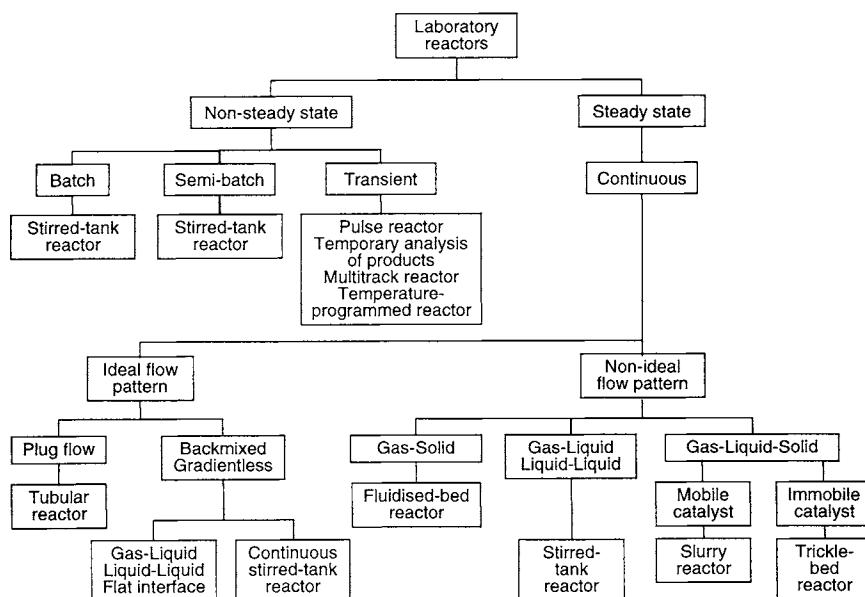 Laboratory
reactors
Non-steady state
Steady state
Batch
Semi-batch
Transient
Continuous
Stirred-tank
reactor
Stirred-tank
reactor
Pulse reactor
Temporary analysis
of products
Multitrack reactor
Temperature-
programmed reactor
Ideal flow
pattern
Non-ideal
flow pattern
Plug flow
Backmixed
Gradientless
Gas-Solid
Gas-Liquid
Liquid-Liquid
Gas-Liquid-Solid
Tubular
reactor
Fluidised-bed
reactor
Mobile
catalyst
Immobile
catalyst
Gas-Liquid
Liquid-Liquid
Flat interface
Continuous
stirred-tank
reactor
Stirred-
tank
reactor
Slurry
reactor
Trickle-
bed
reactor